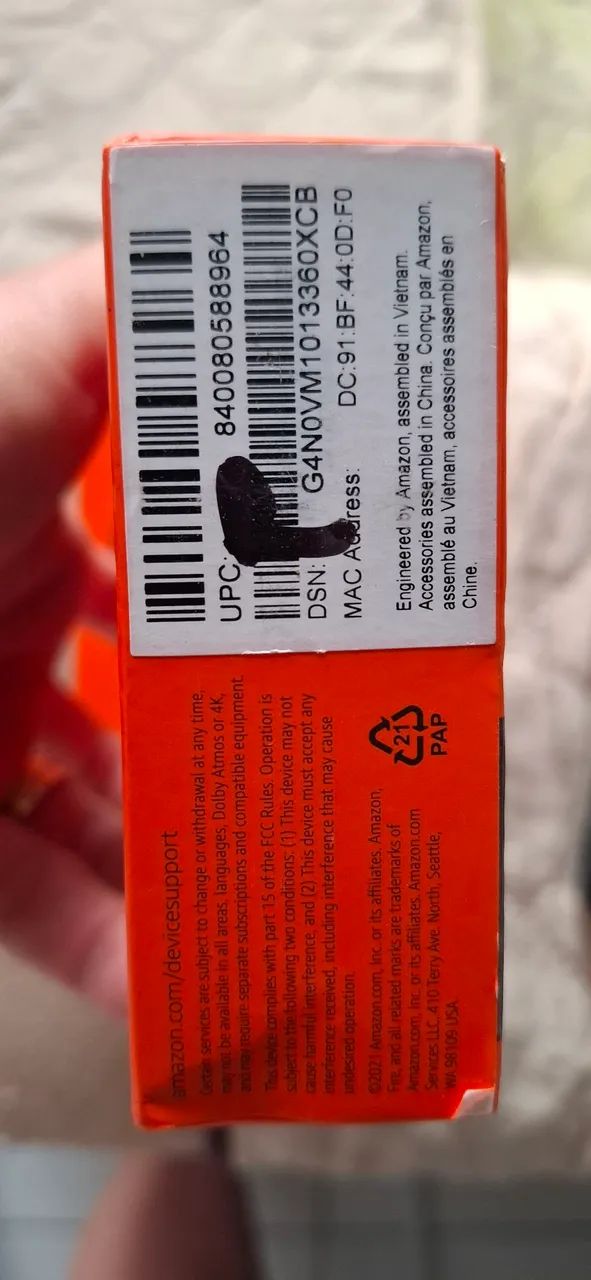 UPC: 840080588964
DSN: G4N0VM1013360XCB
MAC Address:
DC:91:BF:44:0D:F0
Engineered by Amazon, assembled in Vietnam.
Accessories assembled in China. Conçu par Amazon,
assemblé au Vietnam, accessoires assemblés en
Chine.
amazon.com/devicesupport
Certain services are subject to change or withdrawal at any time,
may not be available in all areas, languages, Dolby Atmos or 4K,
and may require separate subscriptions and compatible equipment.
This device complies with part 15 of the FCC Rules. Operation is
subject to the following two conditions: (1) This device may not
cause harmful interference, and (2) This device must accept any
interference received, including interference that may cause
undesired operation.
©2021 Amazon.com, Inc. or its affiliates. Amazon,
Fire, and all related marks are trademarks of
Amazon.com, Inc. or its affiliates. Amazon.com
Services LLC, 410 Terry Ave. North, Seattle,
WA 98109 USA
21
PAP